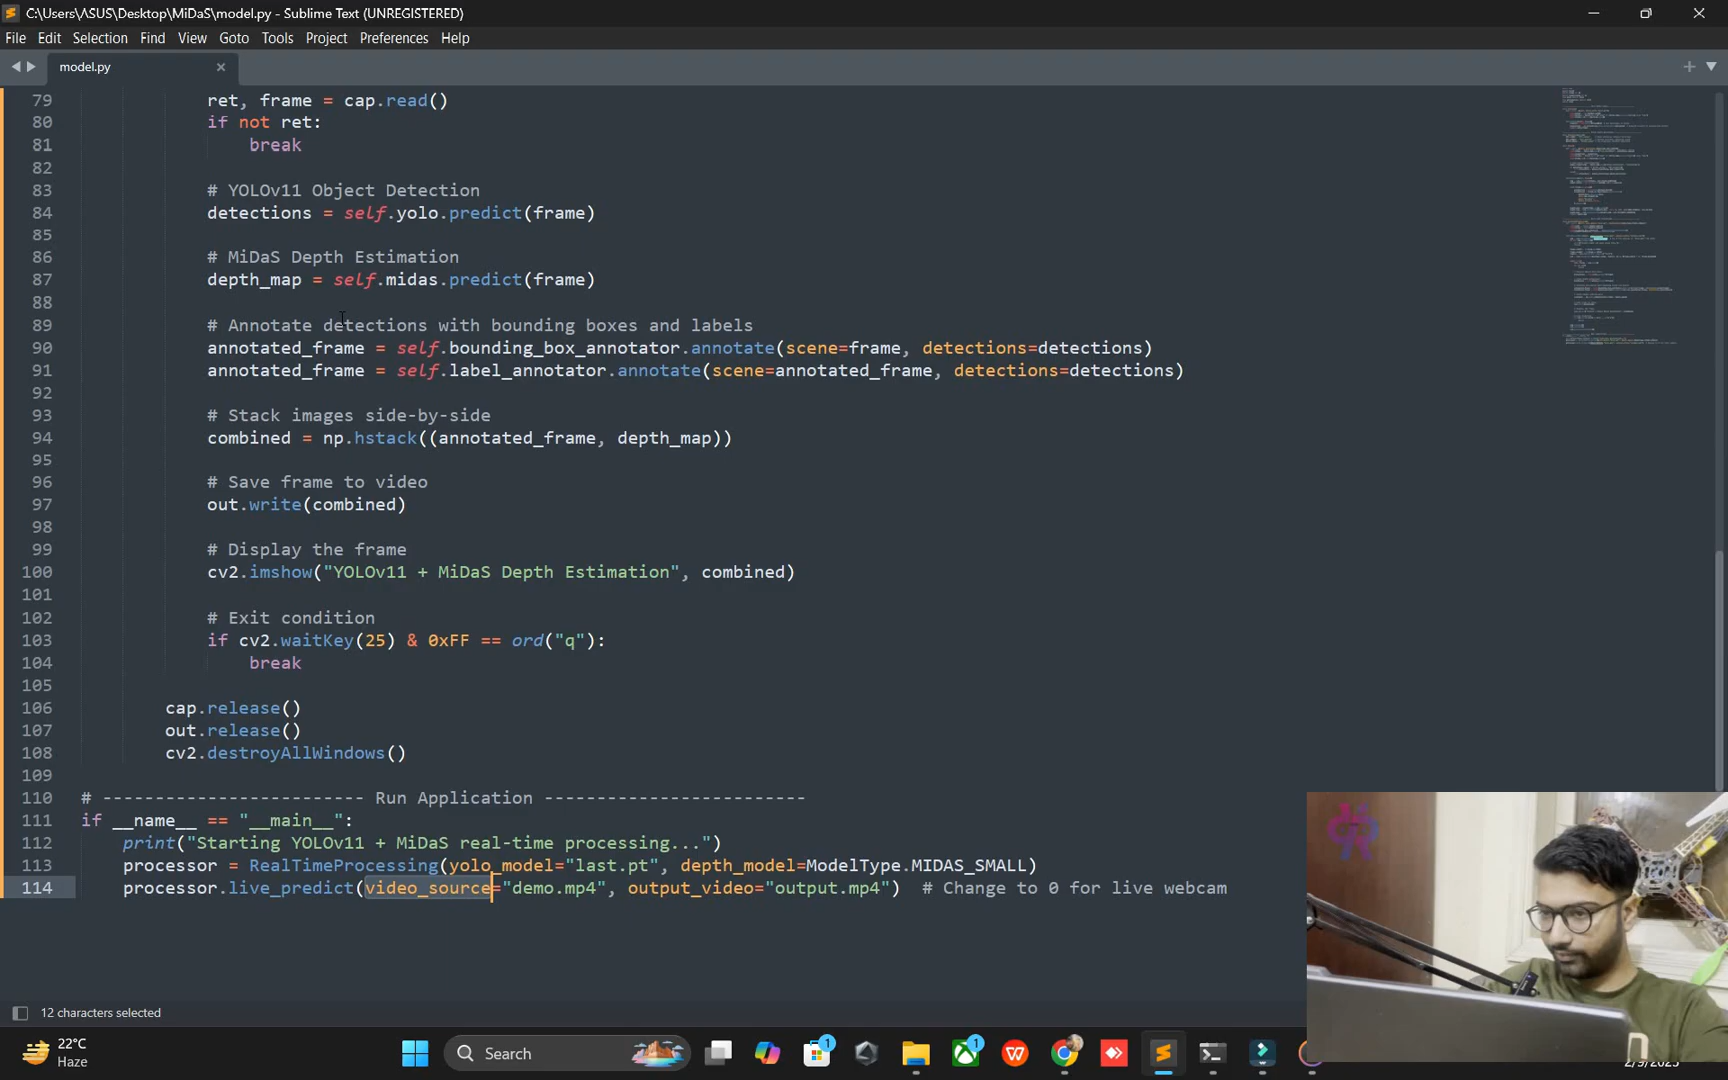 C:\Users\ASUS\Desktop\MiDaS\model.py - Sublime Text (UNREGISTERED)
File Edit Selection Find View Goto Tools Project Preferences Help
model.py
79 ret, frame = cap.read()
80 if not ret:
81 break
82
83 # YOLOv11 Object Detection
84 detections = self.yolo.predict(frame)
85
86 # MiDaS Depth Estimation
87 depth_map = self.midas.predict(frame)
88
89 # Annotate detections with bounding boxes and labels
90 annotated_frame = self.bounding_box_annotator.annotate(scene=frame, detections=detections)
91 annotated_frame = self.label_annotator.annotate(scene=annotated_frame, detections=detections)
92
93 # Stack images side-by-side
94 combined = np.hstack((annotated_frame, depth_map))
95
96 # Save frame to video
97 out.write(combined)
98
99 # Display the frame
100 cv2.imshow("YOLOv11 + MiDaS Depth Estimation", combined)
101
102 # Exit condition
103 if cv2.waitKey(25) & 0xFF == ord("q"):
104 break
105
106 cap.release()
107 out.release()
108 cv2.destroyAllWindows()
109
110 # ------------------------- Run Application -------------------------
111 if __name__ == "__main__":
112 print("Starting YOLOv11 + MiDaS real-time processing...")
113 processor = RealTimeProcessing(yolo_model="last.pt", depth_model=ModelType.MIDAS_SMALL)
114 processor.live_predict(video_source="demo.mp4", output_video="output.mp4") # Change to 0 for live webcam
12 characters selected
22°C
Haze
Search
1
1